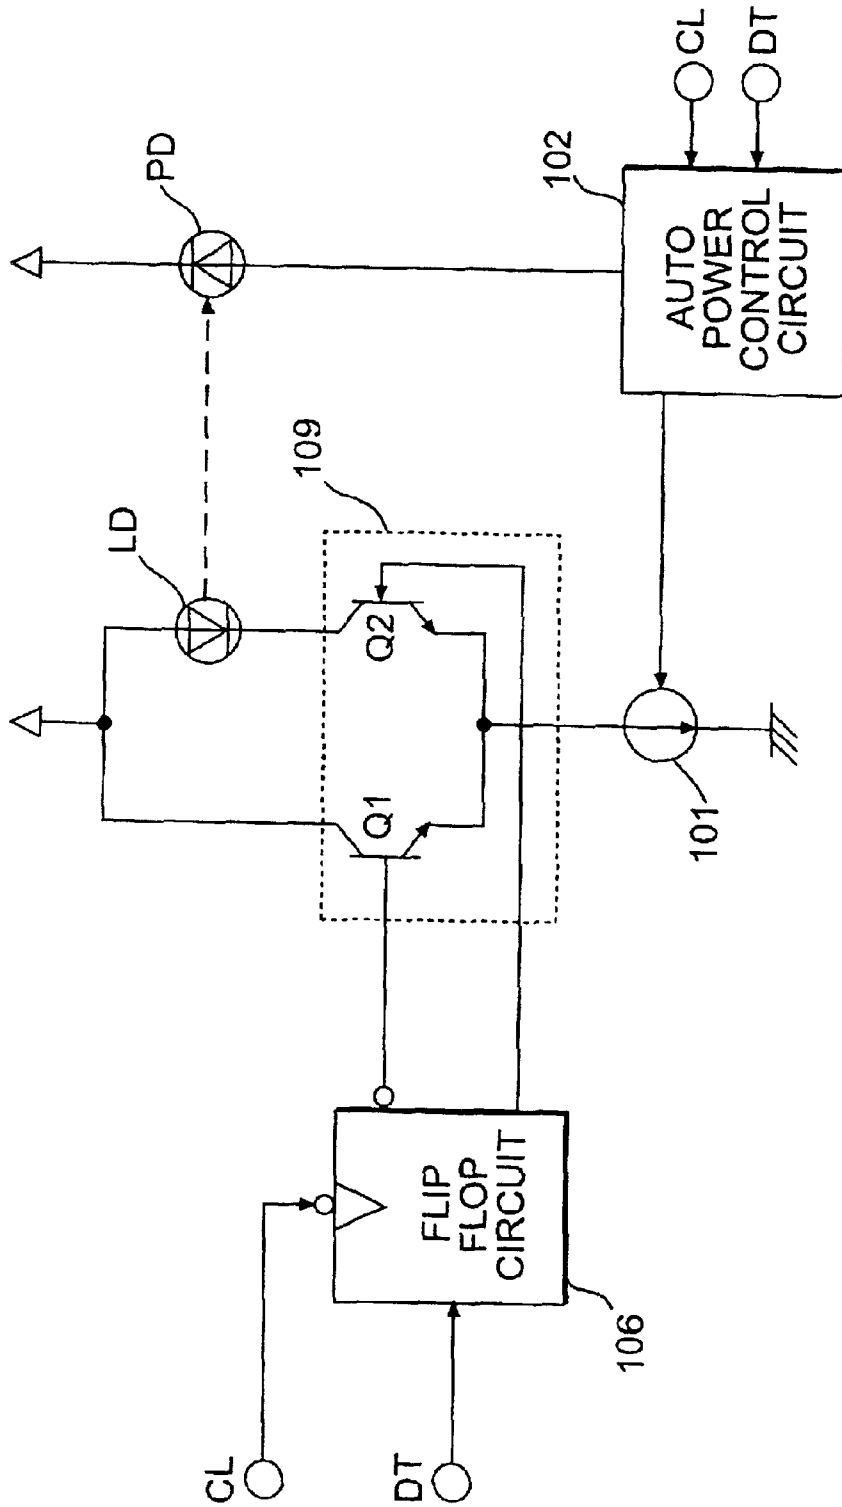 CL
DT
FLIP
FLOP
CIRCUIT
106
Q1
Q2
109
LD
PD
101
102
AUTO
POWER
CONTROL
CIRCUIT
CL
DT